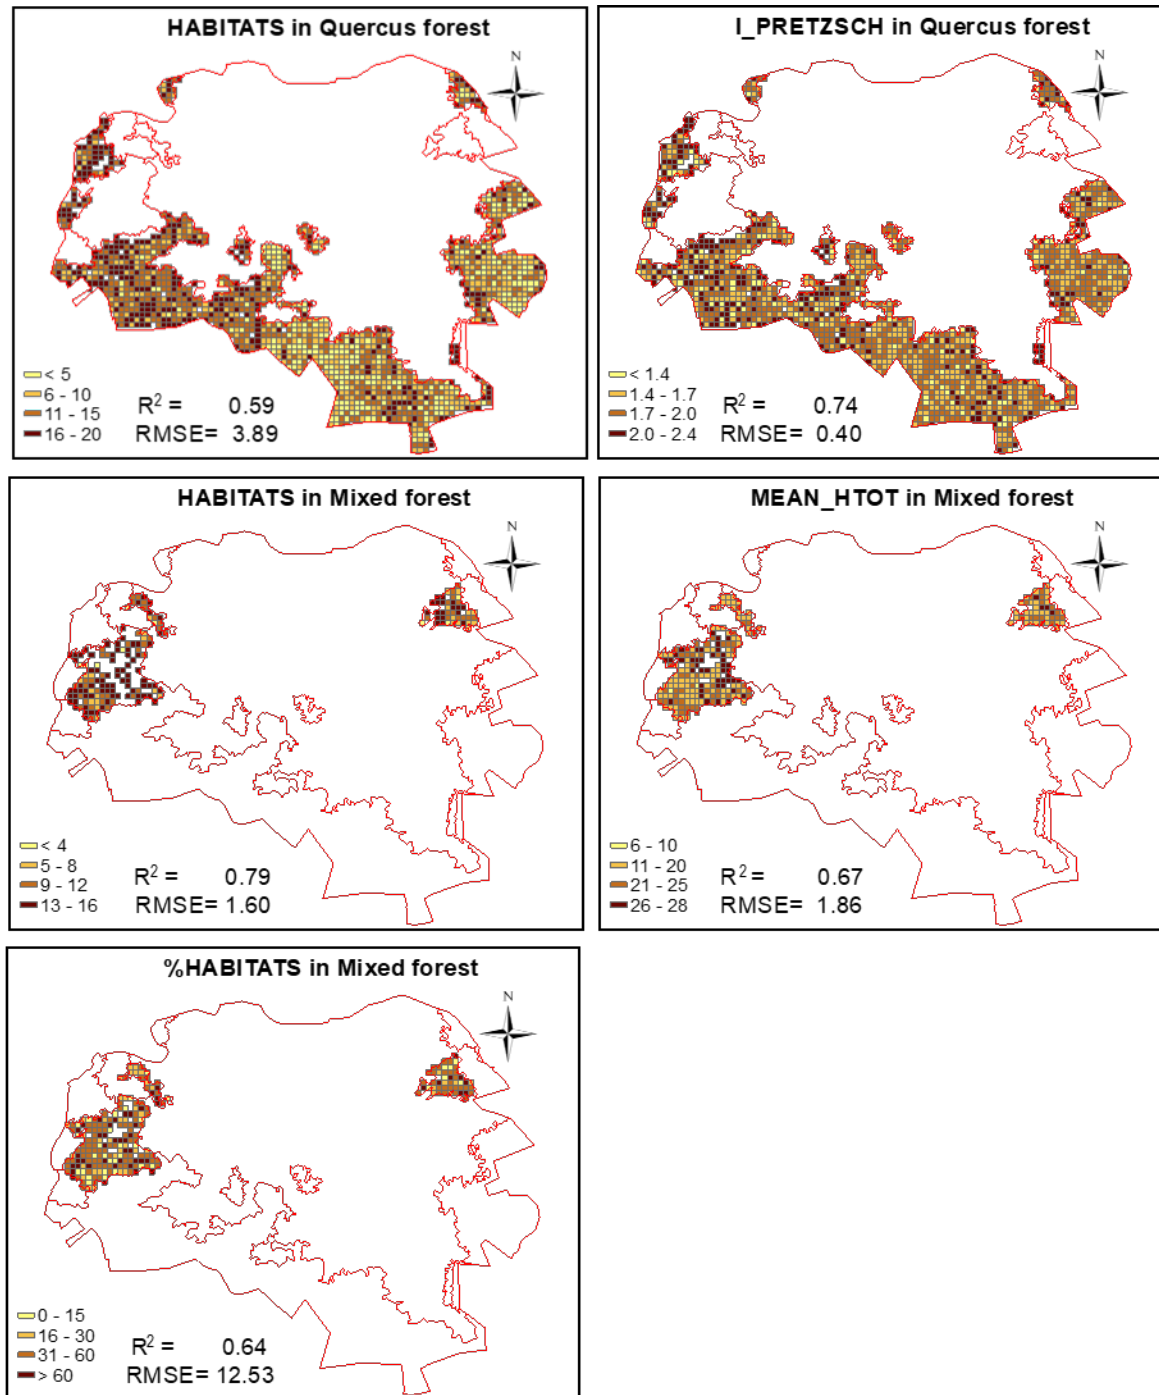 HABITATS in Quercus forest
N
< 5
6 - 10
11 - 15
16 - 20
R² = 0.59
RMSE= 3.89
I_PRETZSCH in Quercus forest
N
< 1.4
1.4 - 1.7
1.7 - 2.0
2.0 - 2.4
R² = 0.74
RMSE= 0.40
HABITATS in Mixed forest
N
< 4
5 - 8
9 - 12
13 - 16
R² = 0.79
RMSE= 1.60
MEAN_HTOT in Mixed forest
N
6 - 10
11 - 20
21 - 25
26 - 28
R² = 0.67
RMSE= 1.86
%HABITATS in Mixed forest
N
0 - 15
16 - 30
31 - 60
> 60
R² = 0.64
RMSE= 12.53